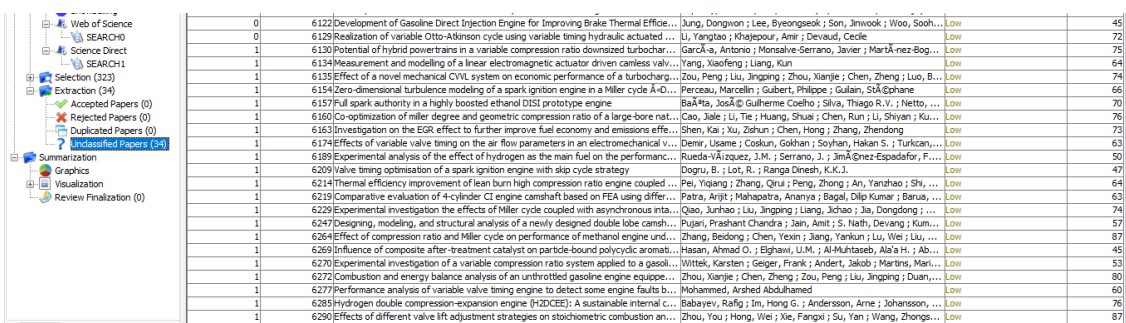 Web of Science
SEARCH0
Science Direct
SEARCH1
Selection (323)
Extraction (34)
Accepted Papers (0)
Rejected Papers (0)
Duplicated Papers (0)
Unclassified Papers (34)
Summarization
Graphics
Visualization
Review Finalization (0)
0 6122 Development of Gasoline Direct Injection Engine for Improving Brake Thermal Efficie... Jung, Dongwon ; Lee, Byeongseok ; Son, Jinwook ; Woo, Sooh... Low 45
0 6129 Realization of variable Otto-Atkinson cycle using variable timing hydraulic actuated ... Li, Yangtao ; Khajepour, Amir ; Devaud, Cecile Low 72
1 6130 Potential of hybrid powertrains in a variable compression ratio downsized turbochar... GarcÃ-a, Antonio ; Monsalve-Serrano, Javier ; MartÃ-nez-Bog... Low 75
1 6134 Measurement and modelling of a linear electromagnetic actuator driven camless valv... Yang, Xiaofeng ; Liang, Kun Low 64
1 6135 Effect of a novel mechanical CVVL system on economic performance of a turbocharg... Zou, Peng ; Liu, Jingping ; Zhou, Xianjie ; Chen, Zheng ; Luo, B... Low 74
1 6154 Zero-dimensional turbulence modeling of a spark ignition engine in a Miller cycle Â«D... Perceau, Marcellin ; Guibert, Philippe ; Guilain, StÃ©phane Low 66
1 6157 Full spark authority in a highly boosted ethanol DISI prototype engine BaÃªta, JosÃ© Guilherme Coelho ; Silva, Thiago R.V. ; Netto, ... Low 70
1 6160 Co-optimization of miller degree and geometric compression ratio of a large-bore nat... Cao, Jiale ; Li, Tie ; Huang, Shuai ; Chen, Run ; Li, Shiyan ; Ku... Low 76
1 6163 Investigation on the EGR effect to further improve fuel economy and emissions effe... Shen, Kai ; Xu, Zishun ; Chen, Hong ; Zhang, Zhendong Low 73
1 6174 Effects of variable valve timing on the air flow parameters in an electromechanical v... Demir, Usame ; Coskun, Gokhan ; Soyhan, Hakan S. ; Turkcan,... Low 63
1 6189 Experimental analysis of the effect of hydrogen as the main fuel on the performanc... Rueda-VÃizquez, J.M. ; Serrano, J. ; JimÃ©nez-Espadafor, F.... Low 50
1 6209 Valve timing optimisation of a spark ignition engine with skip cycle strategy Dogru, B. ; Lot, R. ; Ranga Dinesh, K.K.J. Low 47
1 6214 Thermal efficiency improvement of lean burn high compression ratio engine coupled ... Pei, Yiqiang ; Zhang, Qirui ; Peng, Zhong ; An, Yanzhao ; Shi, ... Low 64
1 6219 Comparative analysis of 4-cylinder CI engine camshaft based on FEA using differ... Patra, Arijit ; Mahapatra, Ananya ; Bagal, Dilip Kumar ; Barua, ... Low 63
1 6229 Experimental investigation the effects of Miller cycle coupled with asynchronous inta... Qiao, Junhao ; Liu, Jingping ; Liang, Jichao ; Jia, Dongdong ; ... Low 74
1 6247 Designing, modeling, and structural analysis of a newly designed double lobe camsh... Pujari, Prashant Chandra ; Jain, Amit ; S. Nath, Devang ; Kum... Low 57
1 6264 Effect of compression ratio and Miller cycle on performance of methanol engine und... Zhang, Beidong ; Chen, Yexin ; Jiang, Yankun ; Lu, Wei ; Liu, ... Low 87
1 6269 Influence of composite after-treatment catalyst on particle-bound polycyclic aromati... Hasan, Ahmad O. ; Elghawi, U.M. ; Al-Muhtaseb, Ala'a H. ; Ab... Low 45
1 6270 Experimental investigation of a variable compression ratio system applied to a gasoli... Wittek, Karsten ; Geiger, Frank ; Andert, Jakob ; Martins, Mari... Low 53
1 6272 Combustion and energy balance analysis of an unthrottled gasoline engine equippe... Zhou, Xianjie ; Chen, Zheng ; Zou, Peng ; Liu, Jingping ; Duan,... Low 80
1 6277 Performance analysis of variable valve timing engine to detect some engine faults b... Mohammed, Arshed Abdulhamed Low 60
1 6285 Hydrogen double compression-expansion engine (H2DCEE): A sustainable internal c... Babayev, Rafig ; Im, Hong G. ; Andersson, Arne ; Johansson, ... Low 76
1 6290 Effects of different valve lift adjustment strategies on stoichiometric combustion an... Zhou, You ; Hong, Wei ; Xie, Fangxi ; Su, Yan ; Wang, Zhongs... Low 87